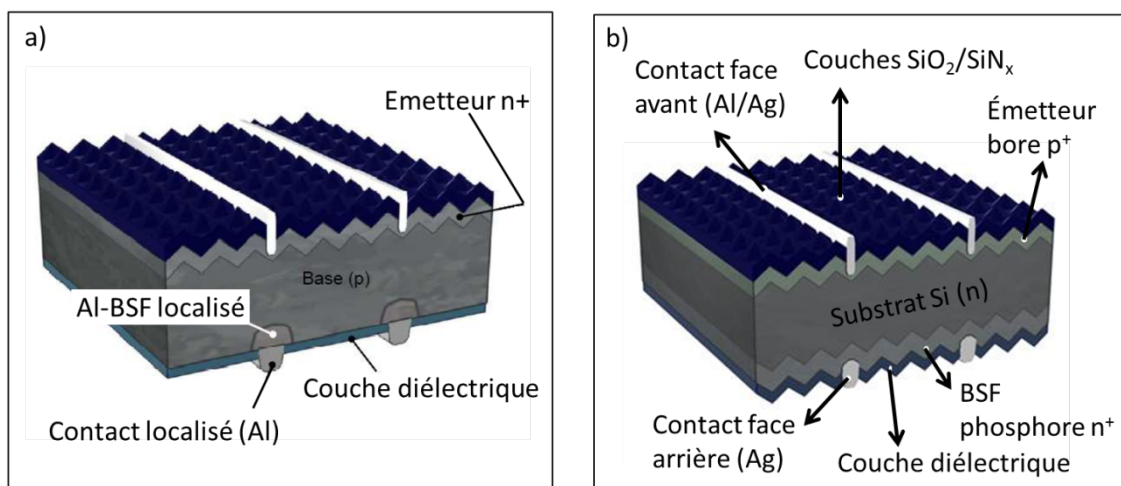 a)
Emetteur n+
Base (p)
Al-BSF localisé
Couche diélectrique
Contact localisé (Al)
b)
Contact face
avant (Al/Ag)
Couches SiO₂/SiNₓ
Émetteur
bore p⁺
Substrat Si (n)
Contact face
arrière (Ag)
BSF
phosphore n⁺
Couche diélectrique